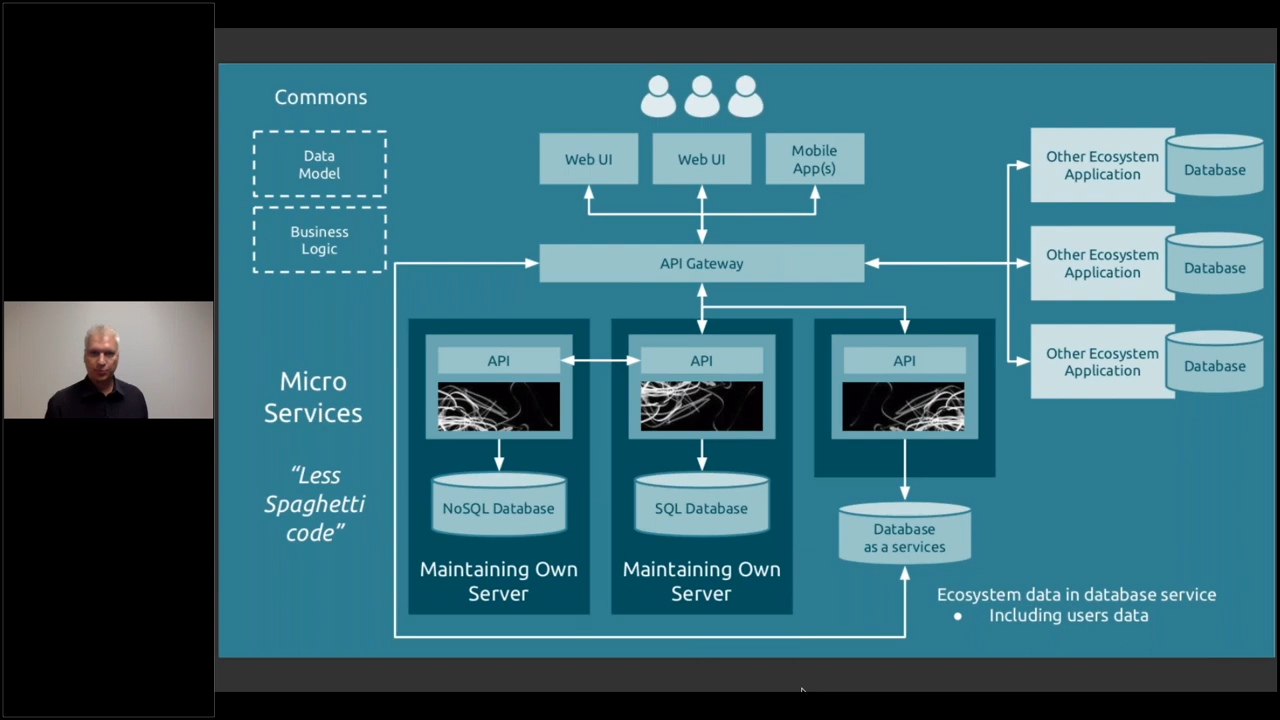 Commons
Data
Model
Business
Logic
Web UI
Web UI
Mobile
App(s)
API Gateway
Other Ecosystem
Application
Database
Other Ecosystem
Application
Database
Other Ecosystem
Application
Database
Micro
Services
“Less
Spaghetti
code”
API
API
API
NoSQL Database
SQL Database
Database
as a services
Maintaining Own
Server
Maintaining Own
Server
Ecosystem data in database service
● Including users data